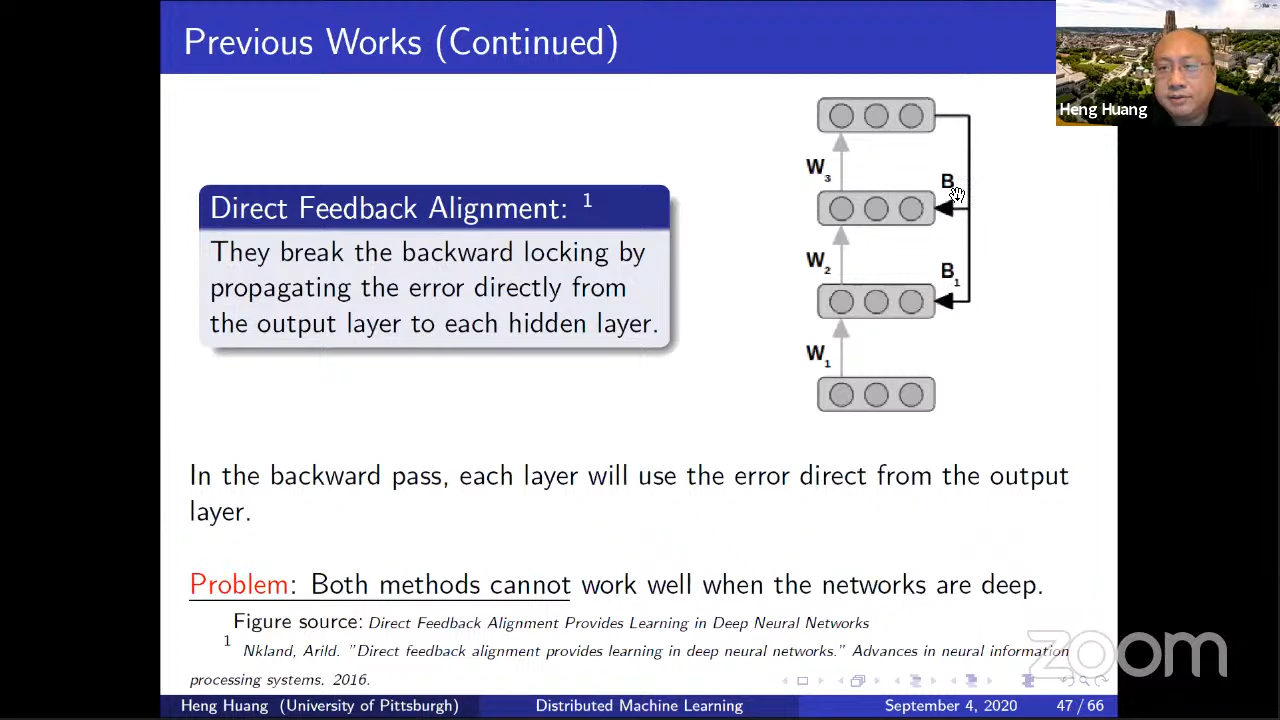 Previous Works (Continued)
Heng Huang
W3
B
Direct Feedback Alignment: 1
They break the backward locking by
propagating the error directly from
the output layer to each hidden layer.
W2
B1
W1
In the backward pass, each layer will use the error direct from the output
layer.
Problem: Both methods cannot work well when the networks are deep.
Figure source: Direct Feedback Alignment Provides Learning in Deep Neural Networks
1 Nkland, Arild. "Direct feedback alignment provides learning in deep neural networks." Advances in neural information
processing systems. 2016.
zoom
Heng Huang (University of Pittsburgh) Distributed Machine Learning September 4, 2020 47 / 66